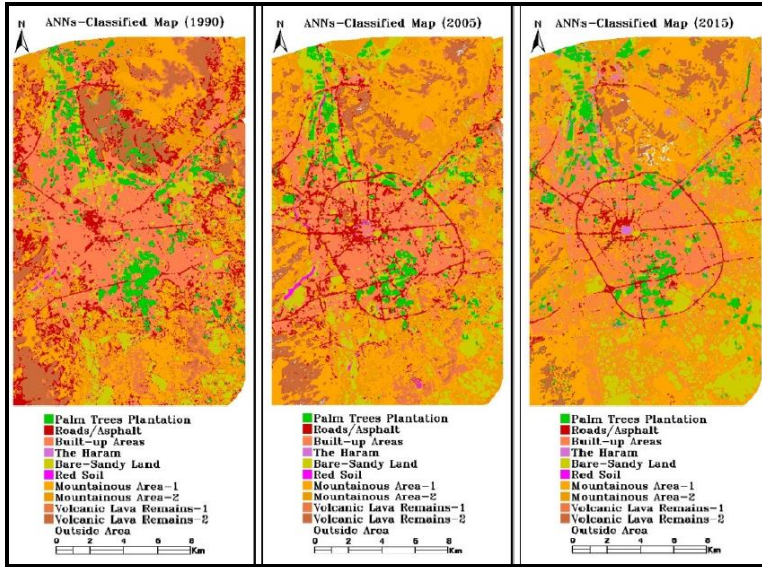 N ANNs-Classified Map (1990)
Palm Trees Plantation
Roads/Asphalt
Built-up Areas
The Haram
Bare-Sandy Land
Red Soil
Mountainous Area-1
Mountainous Area-2
Volcanic Lava Remains-1
Volcanic Lava Remains-2
Outside Area
0 2 4 6 8
Km
N ANNs-Classified Map (2005)
Palm Trees Plantation
Roads/Asphalt
Built-up Areas
The Haram
Bare-Sandy Land
Red Soil
Mountainous Area-1
Mountainous Area-2
Volcanic Lava Remains-1
Volcanic Lava Remains-2
Outside Area
0 2 4 6 8
Km
N ANNs-Classified Map (2015)
Palm Trees Plantation
Roads/Asphalt
Built-up Areas
The Haram
Bare-Sandy Land
Red Soil
Mountainous Area-1
Mountainous Area-2
Volcanic Lava Remains-1
Volcanic Lava Remains-2
Outside Area
0 2 4 6 8
Km